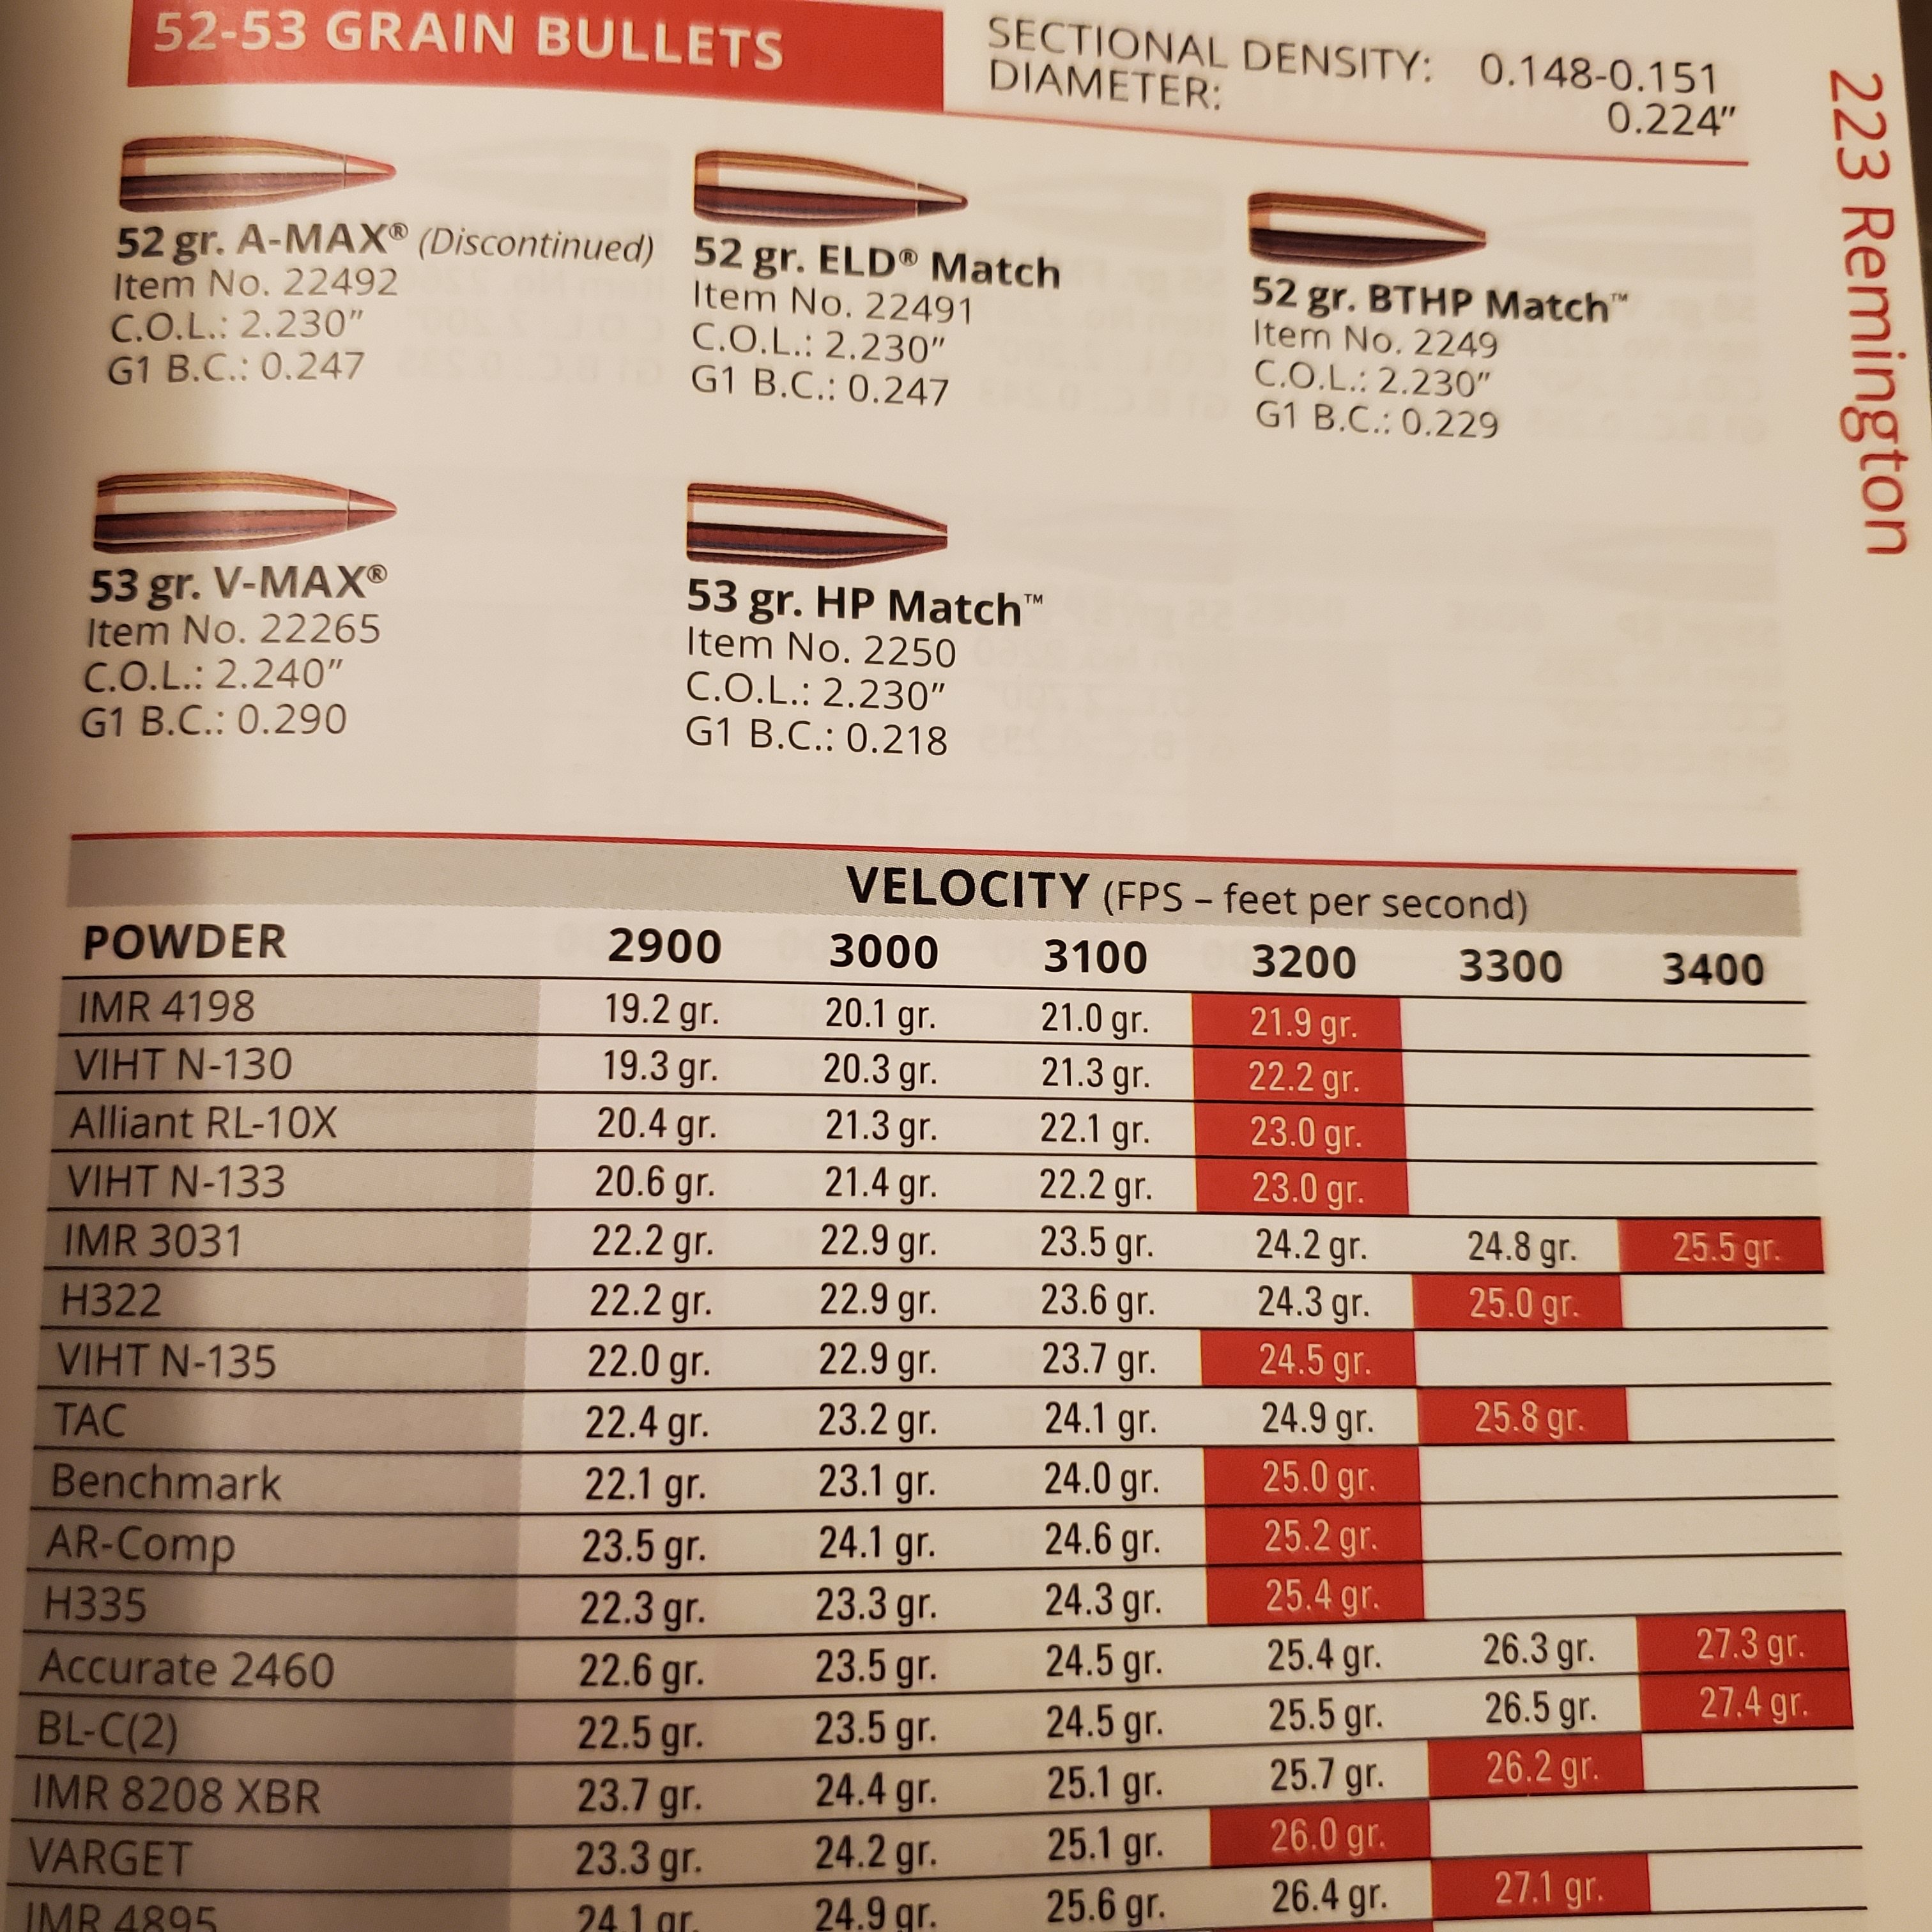 52-53 GRAIN BULLETS
SECTIONAL DENSITY: 0.148-0.151
DIAMETER: 0.224"
223 Remington
52 gr. A-MAX® (Discontinued)
Item No. 22492
C.O.L.: 2.230"
G1 B.C.: 0.247
52 gr. ELD® Match
Item No. 22491
C.O.L.: 2.230"
G1 B.C.: 0.247
52 gr. BTHP Match™
Item No. 2249
C.O.L.: 2.230"
G1 B.C.: 0.229
53 gr. V-MAX®
Item No. 22265
C.O.L.: 2.240"
G1 B.C.: 0.290
53 gr. HP Match™
Item No. 2250
C.O.L.: 2.230"
G1 B.C.: 0.218
VELOCITY (FPS – feet per second)
POWDER 2900 3000 3100 3200 3300 3400
IMR 4198 19.2 gr. 20.1 gr. 21.0 gr. 21.9 gr.
VIHT N-130 19.3 gr. 20.3 gr. 21.3 gr. 22.2 gr.
Alliant RL-10X 20.4 gr. 21.3 gr. 22.1 gr. 23.0 gr.
VIHT N-133 20.6 gr. 21.4 gr. 22.2 gr. 23.0 gr.
IMR 3031 22.2 gr. 22.9 gr. 23.5 gr. 24.2 gr. 24.8 gr. 25.5 gr.
H322 22.2 gr. 22.9 gr. 23.6 gr. 24.3 gr. 25.0 gr.
VIHT N-135 22.0 gr. 22.9 gr. 23.7 gr. 24.5 gr.
TAC 22.4 gr. 23.2 gr. 24.1 gr. 24.9 gr. 25.8 gr.
Benchmark 22.1 gr. 23.1 gr. 24.0 gr. 25.0 gr.
AR-Comp 23.5 gr. 24.1 gr. 24.6 gr. 25.2 gr.
H335 22.3 gr. 23.3 gr. 24.3 gr. 25.4 gr.
Accurate 2460 22.6 gr. 23.5 gr. 24.5 gr. 25.4 gr. 26.3 gr. 27.3 gr.
BL-C(2) 22.5 gr. 23.5 gr. 24.5 gr. 25.5 gr. 26.5 gr. 27.4 gr.
IMR 8208 XBR 23.7 gr. 24.4 gr. 25.1 gr. 25.7 gr. 26.2 gr.
VARGET 23.3 gr. 24.2 gr. 25.1 gr. 26.0 gr.
IMR 4895 24.1 gr. 24.9 gr. 25.6 gr. 26.4 gr. 27.1 gr.